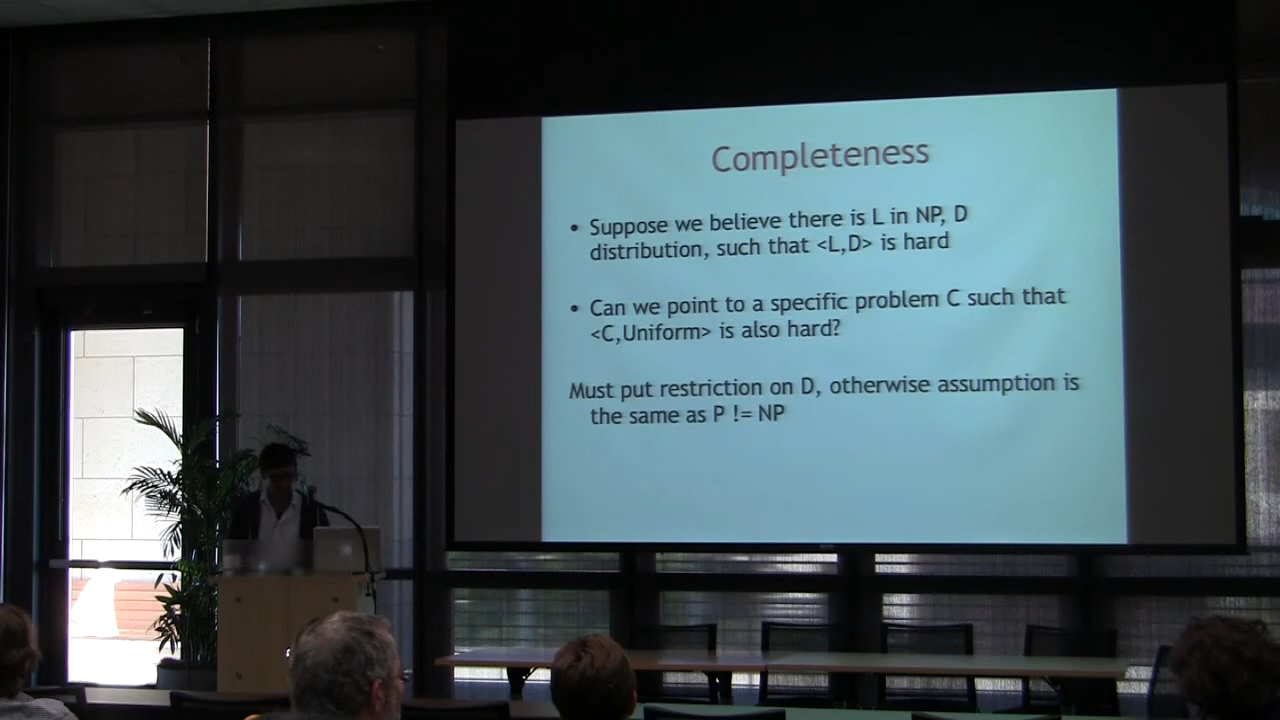 Completeness
• Suppose we believe there is L in NP, D
distribution, such that <L,D> is hard
• Can we point to a specific problem C such that
<C,Uniform> is also hard?
Must put restriction on D, otherwise assumption is
the same as P != NP